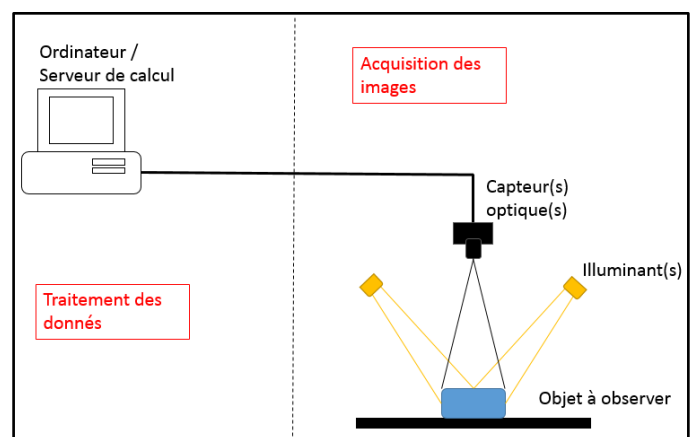 Ordinateur /
Serveur de calcul
Acquisition des
images
Capteur(s)
optique(s)
Illuminant(s)
Traitement des
donnés
Objet à observer